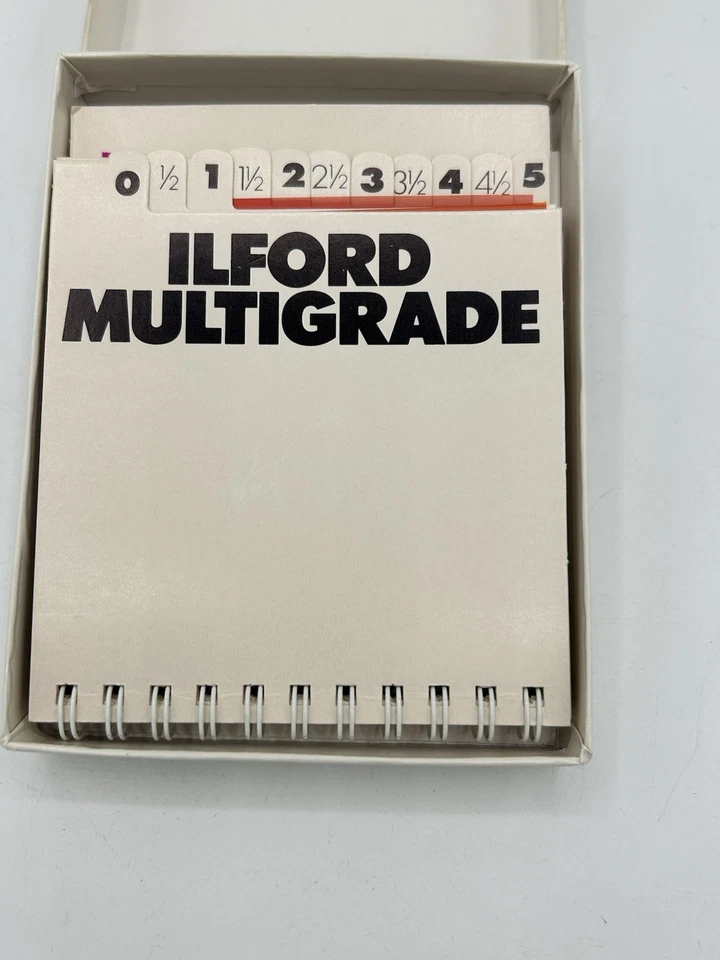 0 ½ 1 1½ 2 2½ 3 3½ 4 4½ 5
ILFORD
MULTIGRADE